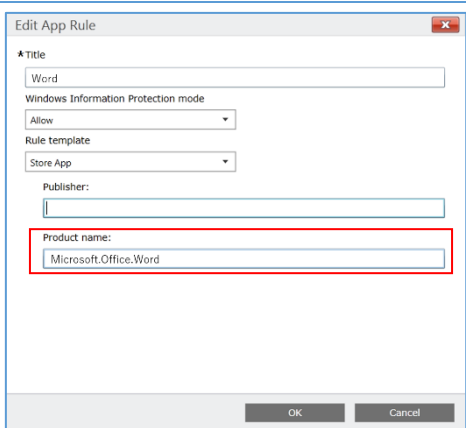 Edit App Rule
*Title
Word
Windows Information Protection mode
Allow
Rule template
Store App
Publisher:
Product name:
Microsoft.Office.Word
OK Cancel